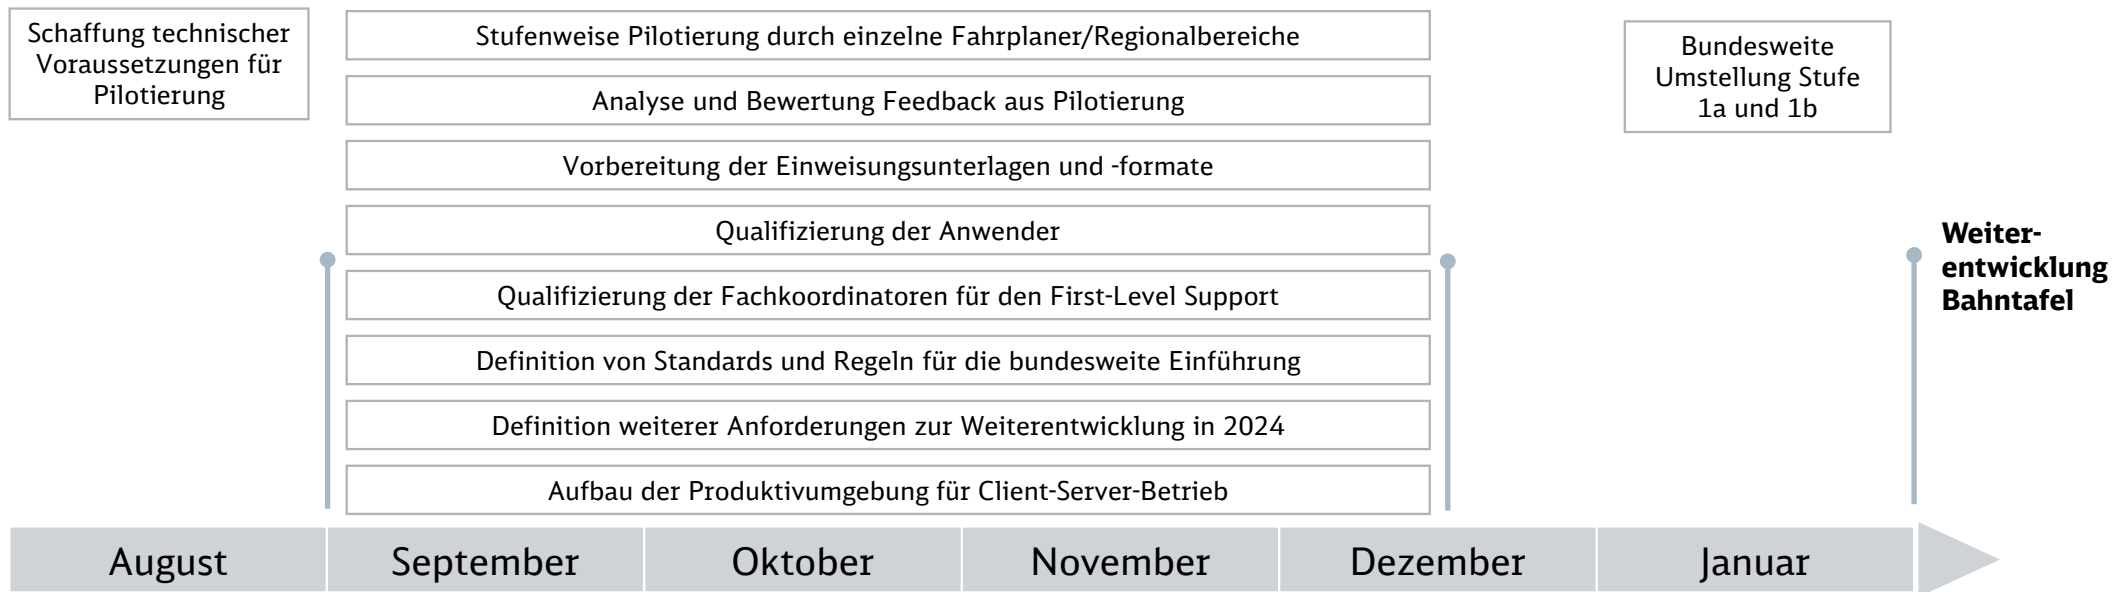 Schaffung technischer
Voraussetzungen für
Pilotierung
Stufenweise Pilotierung durch einzelne Fahrplaner/Regionalbereiche
Analyse und Bewertung Feedback aus Pilotierung
Vorbereitung der Einweisungsunterlagen und -formate
Qualifizierung der Anwender
Qualifizierung der Fachkoordinatoren für den First-Level Support
Definition von Standards und Regeln für die bundesweite Einführung
Definition weiterer Anforderungen zur Weiterentwicklung in 2024
Aufbau der Produktivumgebung für Client-Server-Betrieb
Bundesweite
Umstellung Stufe
1a und 1b
Weiter-
entwicklung
Bahntafel
August
September
Oktober
November
Dezember
Januar